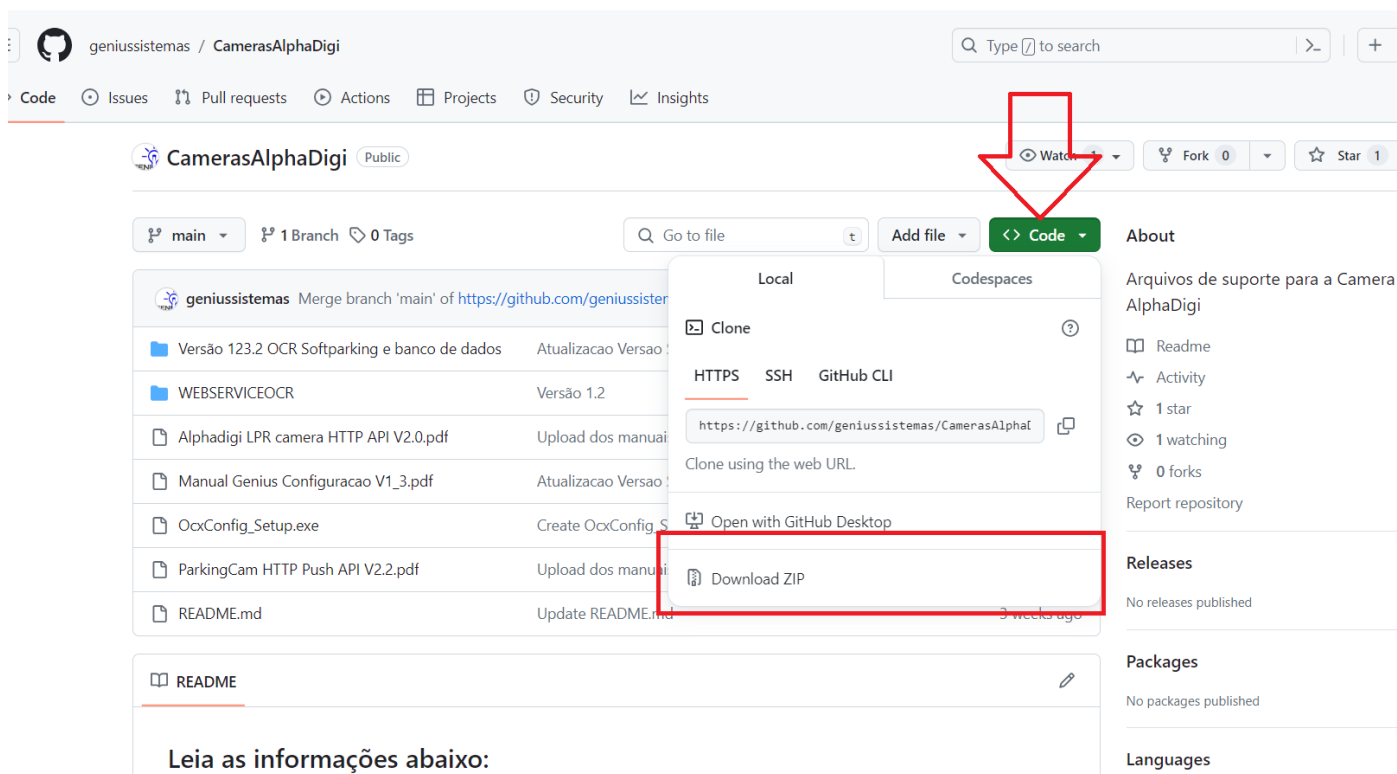 geniussistemas / CamerasAlphaDigi
Type / to search
Code Issues Pull requests Actions Projects Security Insights
CamerasAlphaDigi Public
Watch 1 Fork 0 Star 1
main 1 Branch 0 Tags Go to file t Add file Code
About
Arquivos de suporte para a Camera
AlphaDigi
Readme
Activity
1 star
1 watching
0 forks
Report repository
Releases
No releases published
Packages
No packages published
Languages
Local Codespaces
Clone
HTTPS SSH GitHub CLI
https://github.com/geniussistemas/CamerasAlpha
Clone using the web URL.
Open with GitHub Desktop
Download ZIP
geniussistemas Merge branch 'main' of https://github.com/geniussister
Versão 123.2 OCR Softparking e banco de dados Atualizacao Versao
WEBSERVICEOCR Versão 1.2
Alphadigi LPR camera HTTP API V2.0.pdf Upload dos manuai
Manual Genius Configuracao V1_3.pdf Atualizacao Versao
OcxConfig_Setup.exe Create OcxConfig_S
ParkingCam HTTP Push API V2.2.pdf Upload dos manuai
README.md Update README.md 3 weeks ago
README
Leia as informações abaixo: